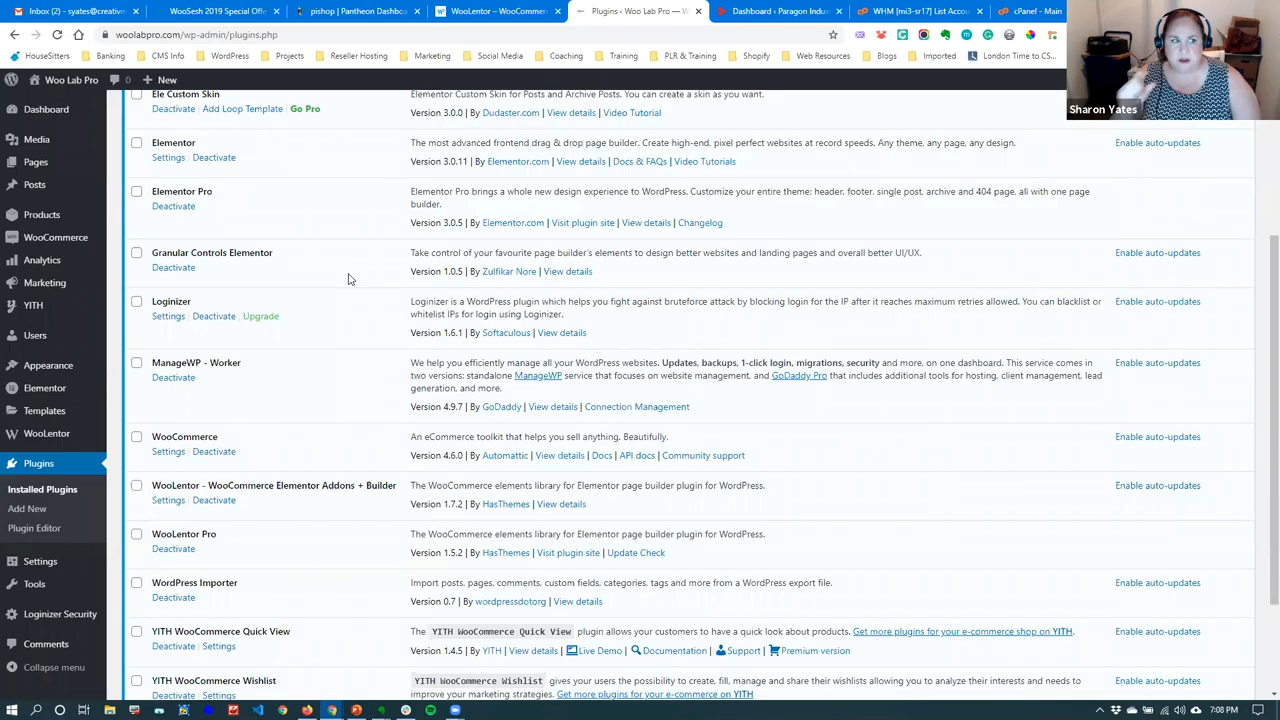 Inbox (2) - syates@creative
WooSesh 2019 Special Offe
pishop | Pantheon Dashboa
WooLentor – WooCommerc
Plugins ‹ Woo Lab Pro — W
Dashboard ‹ Paragon Indus
WHM [mi3-sr17] List Accou
cPanel - Main
woolabpro.com/wp-admin/plugins.php
HouseSitters
Banking
CMS Info
WordPress
Projects
Reseller Hosting
Marketing
Social Media
Coaching
Training
PLR & Training
Shopify
Web Resources
Blogs
Imported
London Time to CS...
Woo Lab Pro
0
New
Sharon Yates
Dashboard
Media
Pages
Posts
Products
WooCommerce
Analytics
Marketing
YITH
Users
Appearance
Elementor
Templates
WooLentor
Plugins
Installed Plugins
Add New
Plugin Editor
Settings
Tools
Loginizer Security
Comments
Collapse menu
Ele Custom Skin
Deactivate | Add Loop Template | Go Pro
Elementor Custom Skin for Posts and Archive Posts. You can create a skin as you want.
Version 3.0.0 | By Dudaster.com | View details | Video Tutorial
Elementor
Settings | Deactivate
The most advanced frontend drag & drop page builder. Create high-end, pixel perfect websites at record speeds. Any theme, any page, any design.
Version 3.0.11 | By Elementor.com | View details | Docs & FAQs | Video Tutorials
Enable auto-updates
Elementor Pro
Deactivate
Elementor Pro brings a whole new design experience to WordPress. Customize your entire theme: header, footer, single post, archive and 404 page, all with one page
builder.
Version 3.0.5 | By Elementor.com | Visit plugin site | View details | Changelog
Granular Controls Elementor
Deactivate
Take control of your favourite page builder's elements to design better websites and landing pages and overall better UI/UX.
Version 1.0.5 | By Zulfikar Nore | View details
Enable auto-updates
Loginizer
Settings | Deactivate | Upgrade
Loginizer is a WordPress plugin which helps you fight against bruteforce attack by blocking login for the IP after it reaches maximum retries allowed. You can blacklist or
whitelist IPs for login using Loginizer.
Version 1.6.1 | By Softaculous | View details
Enable auto-updates
ManageWP - Worker
Deactivate
We help you efficiently manage all your WordPress websites. Updates, backups, 1-click login, migrations, security and more, on one dashboard. This service comes in
two versions: standalone ManageWP service that focuses on website management, and GoDaddy Pro that includes additional tools for hosting, client management, lead
generation, and more.
Version 4.9.7 | By GoDaddy | View details | Connection Management
Enable auto-updates
WooCommerce
Settings | Deactivate
An eCommerce toolkit that helps you sell anything. Beautifully.
Version 4.6.0 | By Automattic | View details | Docs | API docs | Community support
Enable auto-updates
WooLentor - WooCommerce Elementor Addons + Builder
Settings | Deactivate
The WooCommerce elements library for Elementor page builder plugin for WordPress.
Version 1.7.2 | By HasThemes | View details
Enable auto-updates
WooLentor Pro
Deactivate
The WooCommerce elements library for Elementor page builder plugin for WordPress.
Version 1.5.2 | By HasThemes | Visit plugin site | Update Check
WordPress Importer
Deactivate
Import posts, pages, comments, custom fields, categories, tags and more from a WordPress export file.
Version 0.7 | By wordpressdotorg | View details
Enable auto-updates
YITH WooCommerce Quick View
Deactivate | Settings
The YITH WooCommerce Quick View plugin allows your customers to have a quick look about products. Get more plugins for your e-commerce shop on YITH.
Version 1.4.5 | By YITH | View details | Live Demo | Documentation | Support | Premium version
Enable auto-updates
YITH WooCommerce Wishlist
Deactivate | Settings
YITH WooCommerce Wishlist gives your users the possibility to create, fill, manage and share their wishlists allowing you to analyze their interests and needs to
improve your marketing strategies. Get more plugins for your e-commerce on YITH
Enable auto-updates
7:08 PM